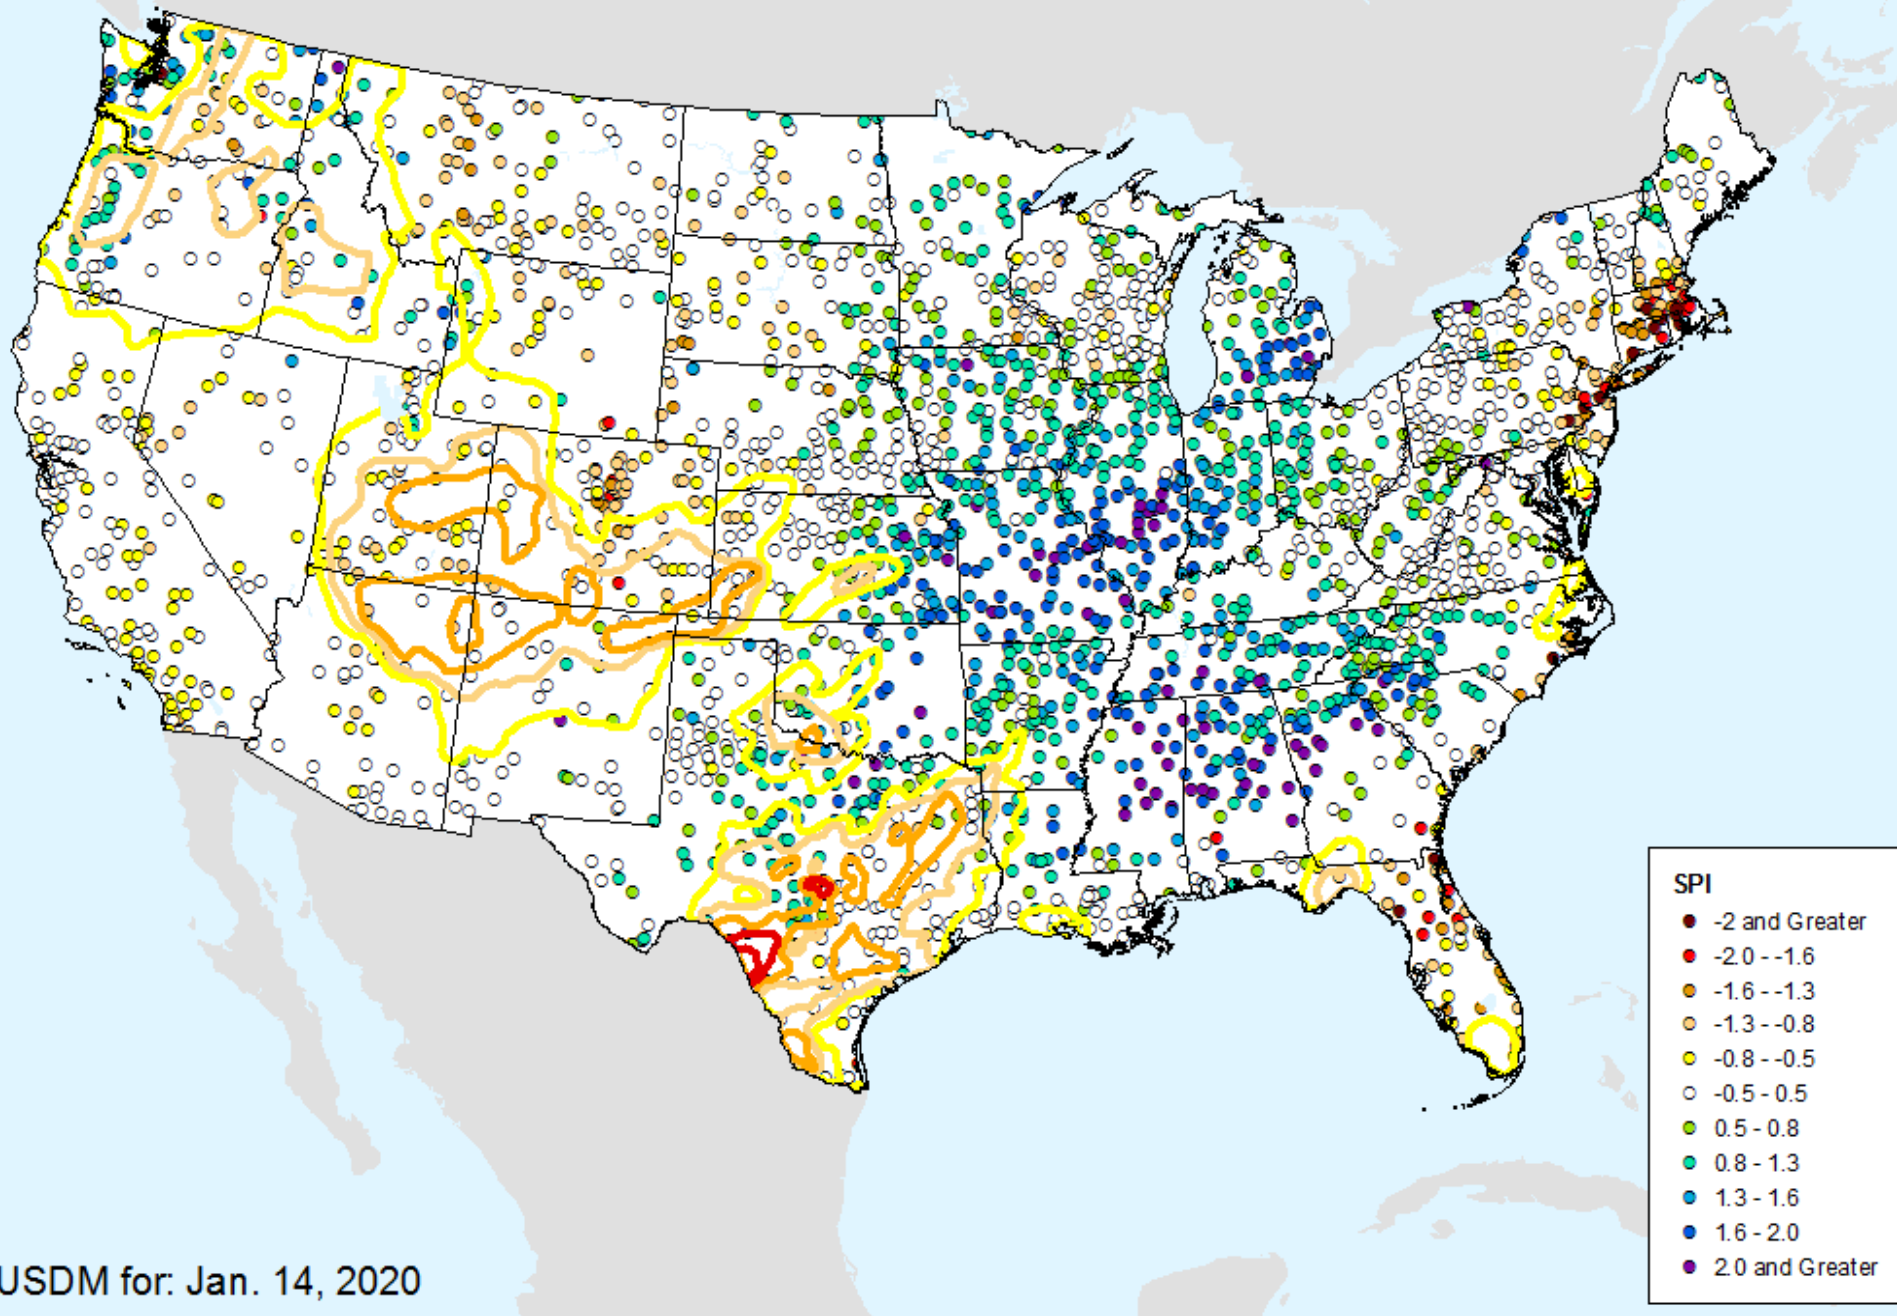 SPI
-2 and Greater
-2.0 - -1.6
-1.6 - -1.3
-1.3 - -0.8
-0.8 - -0.5
-0.5 - 0.5
0.5 - 0.8
0.8 - 1.3
1.3 - 1.6
1.6 - 2.0
2.0 and Greater
USDM for: Jan. 14, 2020